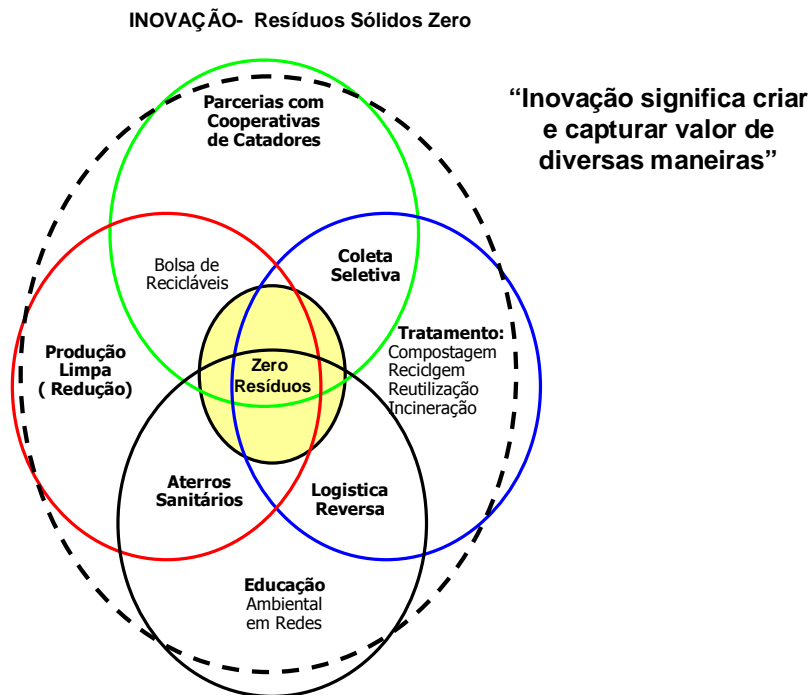 INOVAÇÃO- Resíduos Sólidos Zero
“Inovação significa criar
e capturar valor de
diversas maneiras”
Parcerias com
Cooperativas
de Catadores
Bolsa de
Recicláveis
Coleta
Seletiva
Produção
Limpa
( Redução)
Zero
Resíduos
Tratamento:
Compostagem
Reciclgem
Reutilização
Incineração
Aterros
Sanitários
Logistica
Reversa
Educação
Ambiental
em Redes